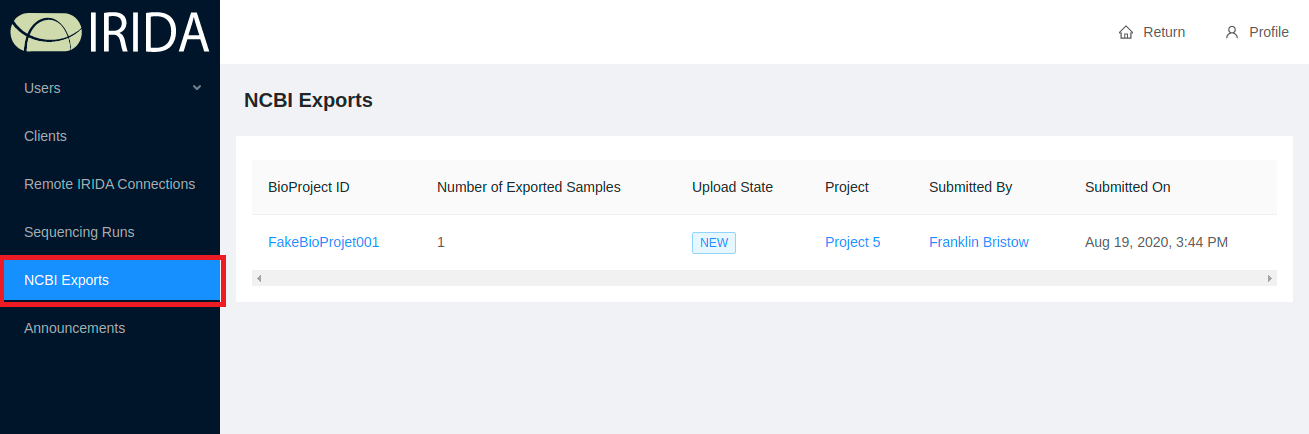 IRIDA
Return Profile
Users
Clients
Remote IRIDA Connections
Sequencing Runs
NCBI Exports
Announcements
NCBI Exports
BioProject ID Number of Exported Samples Upload State Project Submitted By Submitted On
FakeBioProjet001 1 NEW Project 5 Franklin Bristow Aug 19, 2020, 3:44 PM